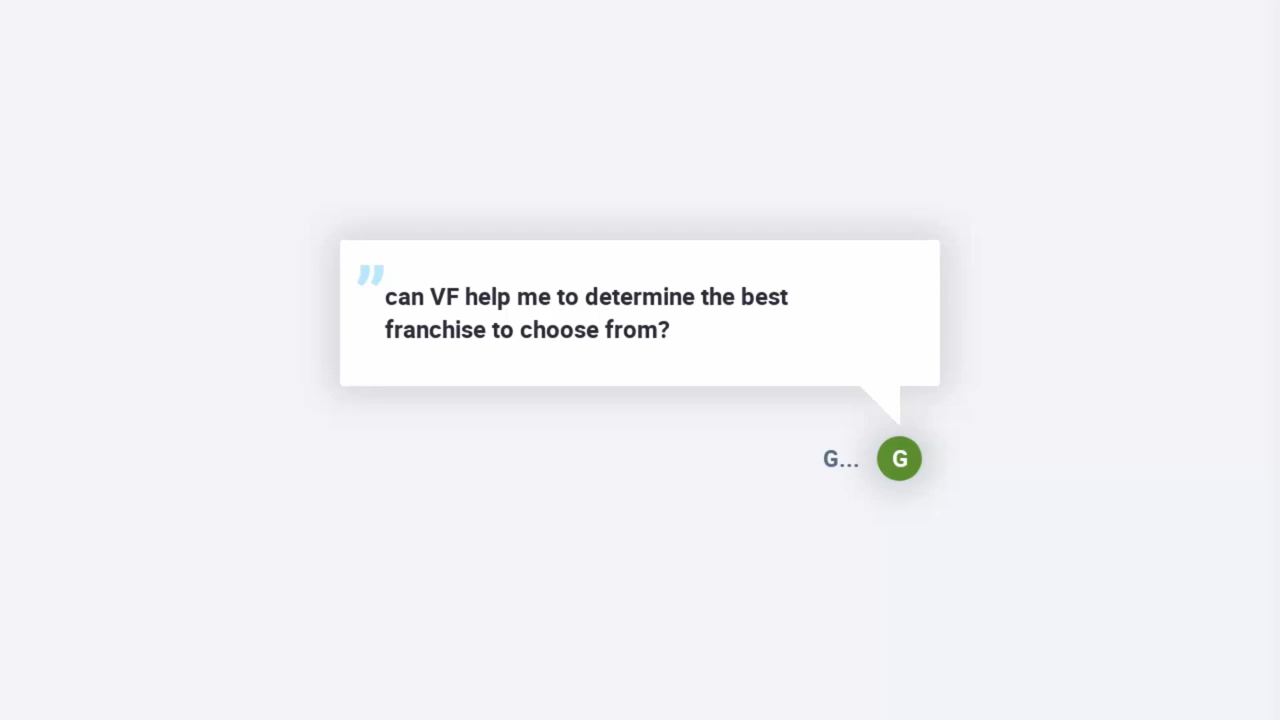 ”
can VF help me to determine the best
franchise to choose from?
G... G